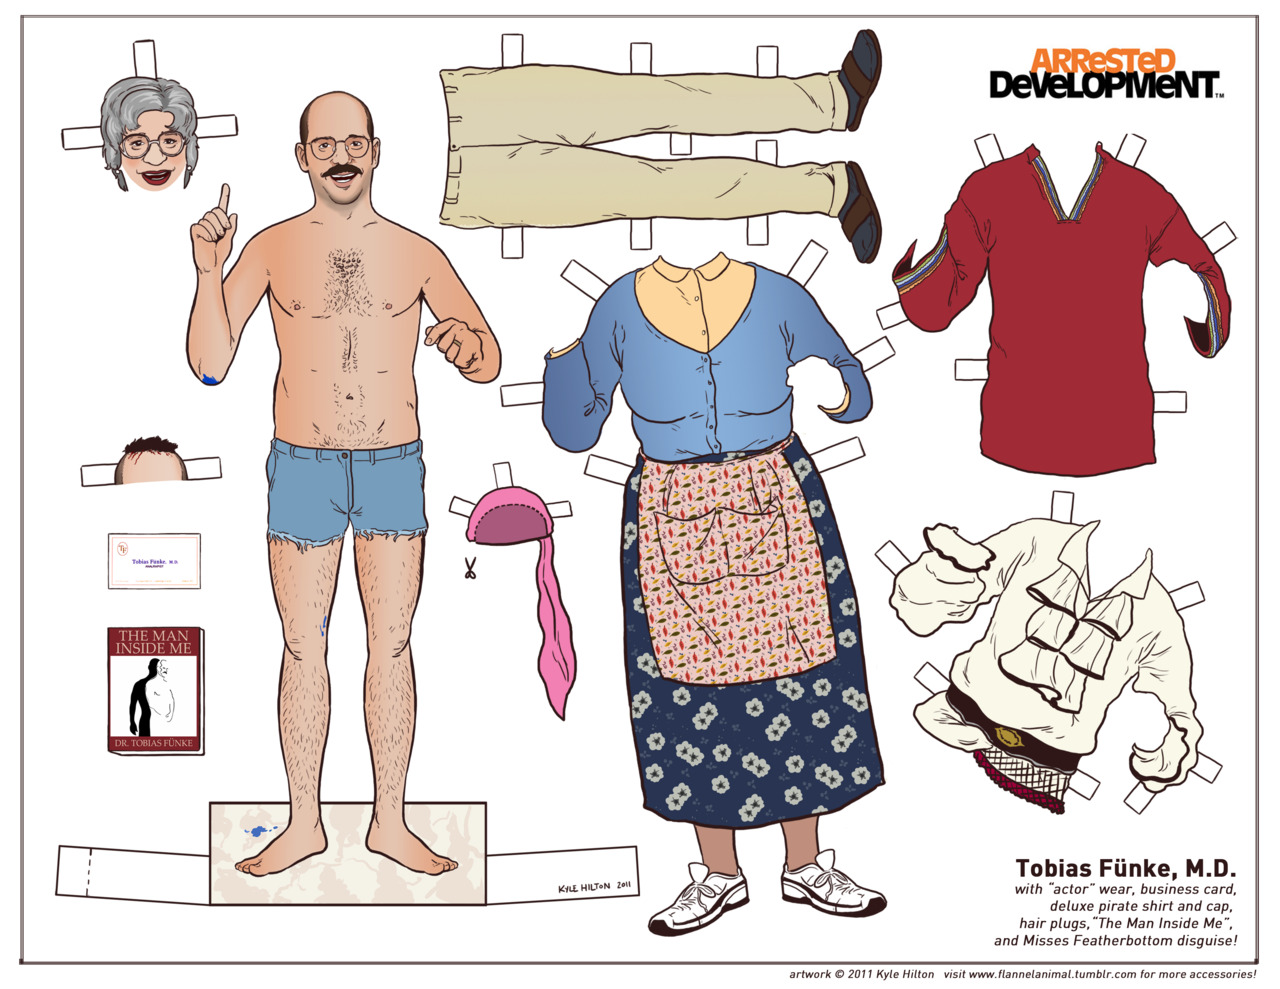 ARReSTeD
DeVeLOPMeNT™
TF
Tobias Fünke, M.D.
ANALRAPIST
THE MAN
INSIDE ME
DR. TOBIAS FÜNKE
KYLE HILTON 2011
Tobias Fünke, M.D.
with “actor” wear, business card,
deluxe pirate shirt and cap,
hair plugs,“The Man Inside Me”,
and Misses Featherbottom disguise!
artwork © 2011 Kyle Hilton visit www.flannelanimal.tumblr.com for more accessories!